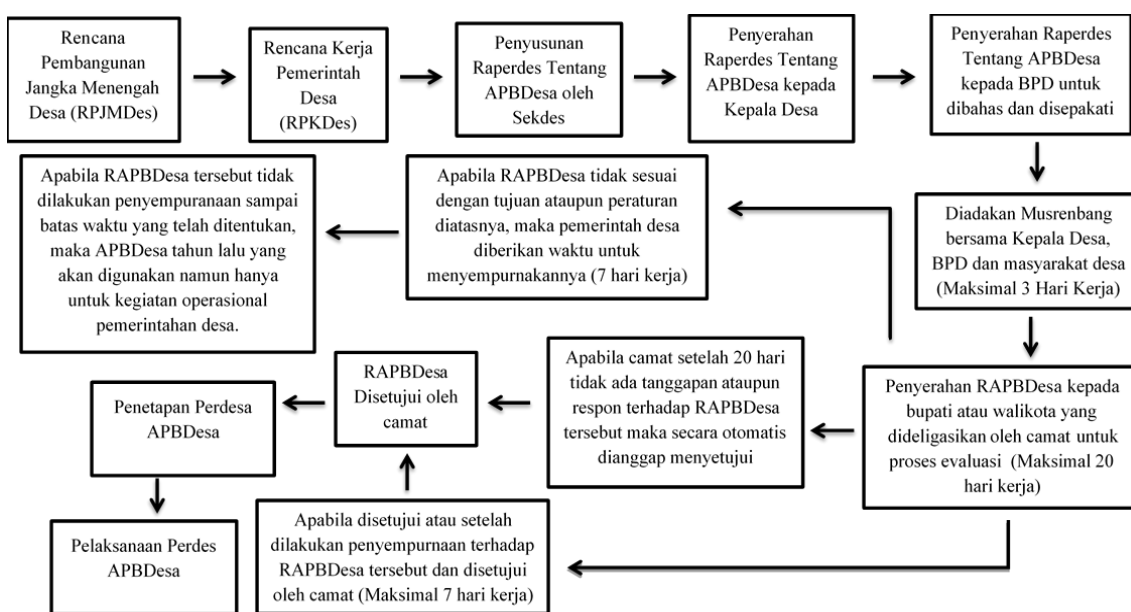 Rencana
Pembangunan
Jangka Menengah
Desa (RPJMDes)
Rencana Kerja
Pemerintah
Desa
(RPKDes)
Penyusunan
Raperdes Tentang
APBDesa oleh
Sekdes
Penyerahan
Raperdes Tentang
APBDesa kepada
Kepala Desa
Penyerahan Raperdes
Tentang APBDesa
kepada BPD untuk
dibahas dan disepakati
Diadakan Musrenbang
bersama Kepala Desa,
BPD dan masyarakat desa
(Maksimal 3 Hari Kerja)
Penyerahan RAPBDesa kepada
bupati atau walikota yang
dideligasikan oleh camat untuk
proses evaluasi (Maksimal 20
hari kerja)
Apabila RAPBDesa tidak sesuai
dengan tujuan ataupun peraturan
diatasnya, maka pemerintah desa
diberikan waktu untuk
menyempurnakannya (7 hari kerja)
Apabila RAPBDesa tersebut tidak
dilakukan penyempuranaan sampai
batas waktu yang telah ditentukan,
maka APBDesa tahun lalu yang
akan digunakan namun hanya
untuk kegiatan operasional
pemerintahan desa.
Apabila camat setelah 20 hari
tidak ada tanggapan ataupun
respon terhadap RAPBDesa
tersebut maka secara otomatis
dianggap menyetujui
Apabila disetujui atau setelah
dilakukan penyempurnaan terhadap
RAPBDesa tersebut dan disetujui
oleh camat (Maksimal 7 hari kerja)
RAPBDesa
Disetujui oleh
camat
Penetapan Perdesa
APBDesa
Pelaksanaan Perdes
APBDesa